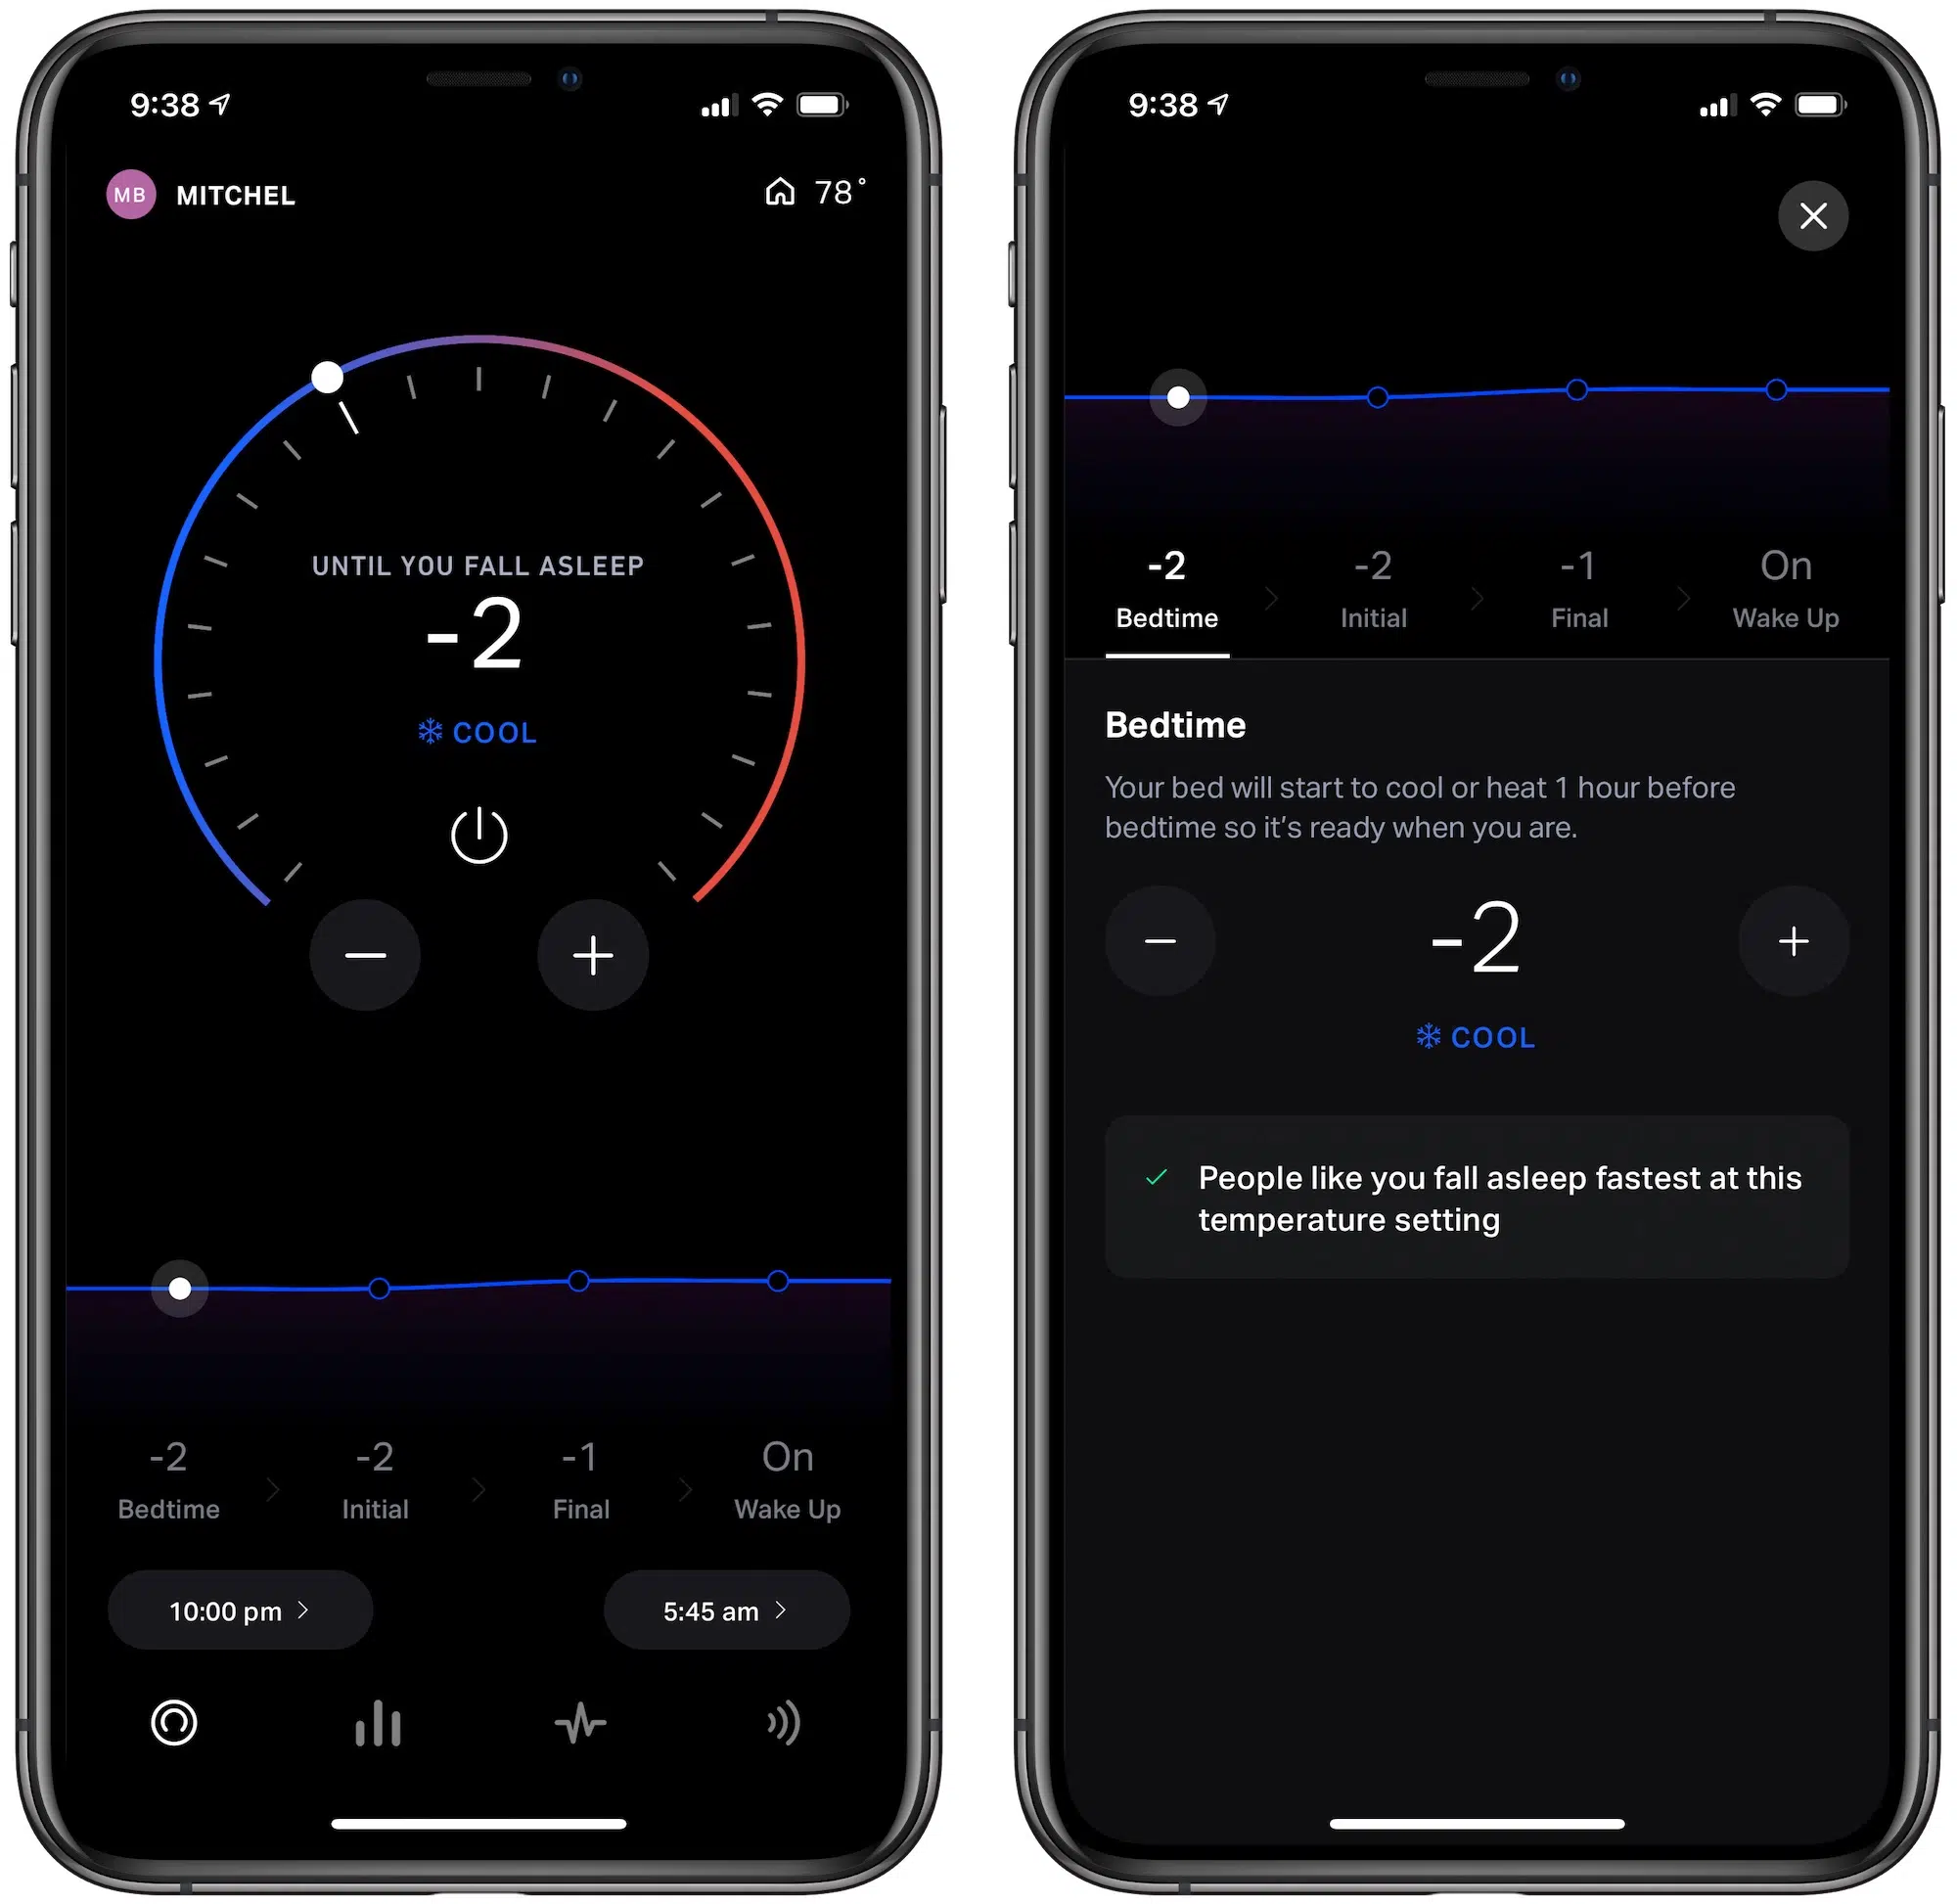 9:38
MB MITCHEL
78°
UNTIL YOU FALL ASLEEP
-2
COOL
-2 -2 -1 On
Bedtime Initial Final Wake Up
10:00 pm 5:45 am
9:38
-2 -2 -1 On
Bedtime Initial Final Wake Up
Bedtime
Your bed will start to cool or heat 1 hour before
bedtime so it's ready when you are.
-2
COOL
People like you fall asleep fastest at this
temperature setting